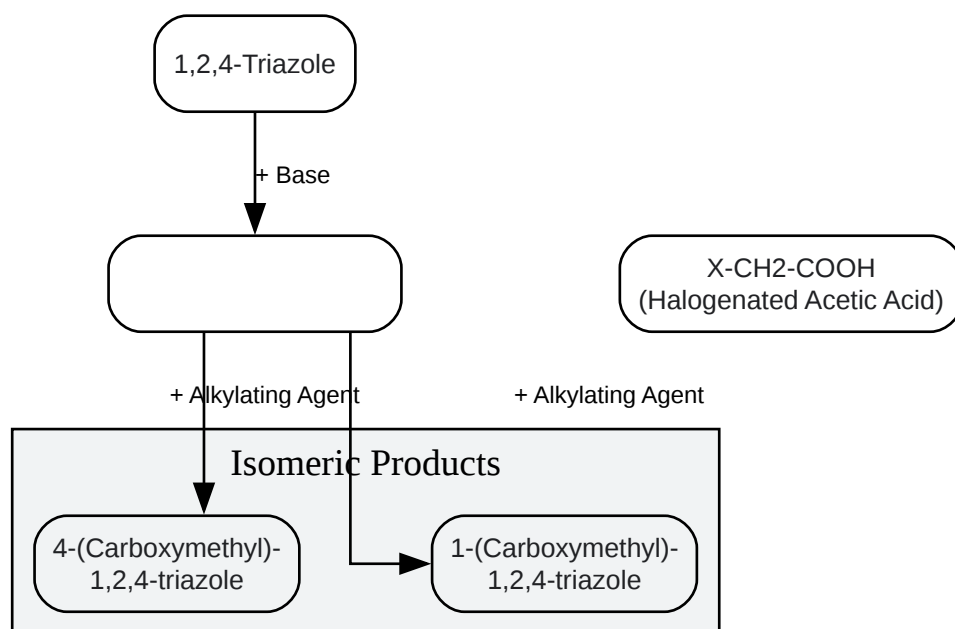 1,2,4-Triazole
+ Base
X-CH2-COOH
(Halogenated Acetic Acid)
+ Alkylating Agent
+ Alkylating Agent
Isomeric Products
4-(Carboxymethyl)-
1,2,4-triazole
1-(Carboxymethyl)-
1,2,4-triazole